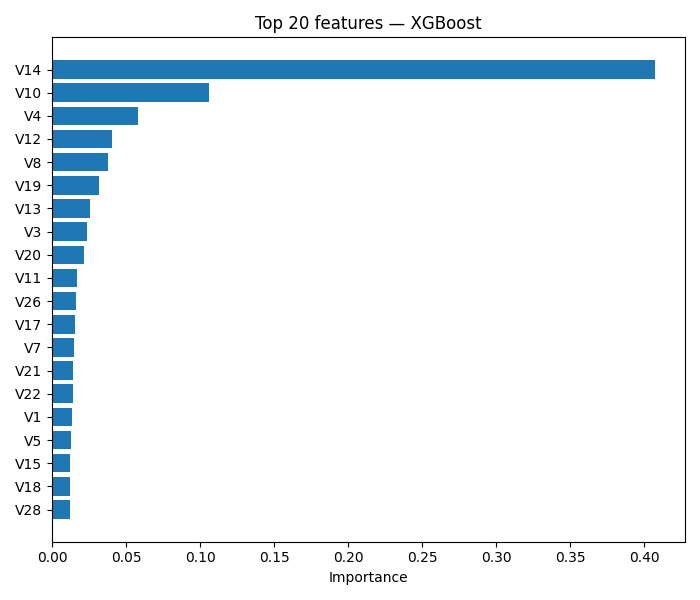 Top 20 features — XGBoost
V14
V10
V4
V12
V8
V19
V13
V3
V20
V11
V26
V17
V7
V21
V22
V1
V5
V15
V18
V28
0.00 0.05 0.10 0.15 0.20 0.25 0.30 0.35 0.40
Importance